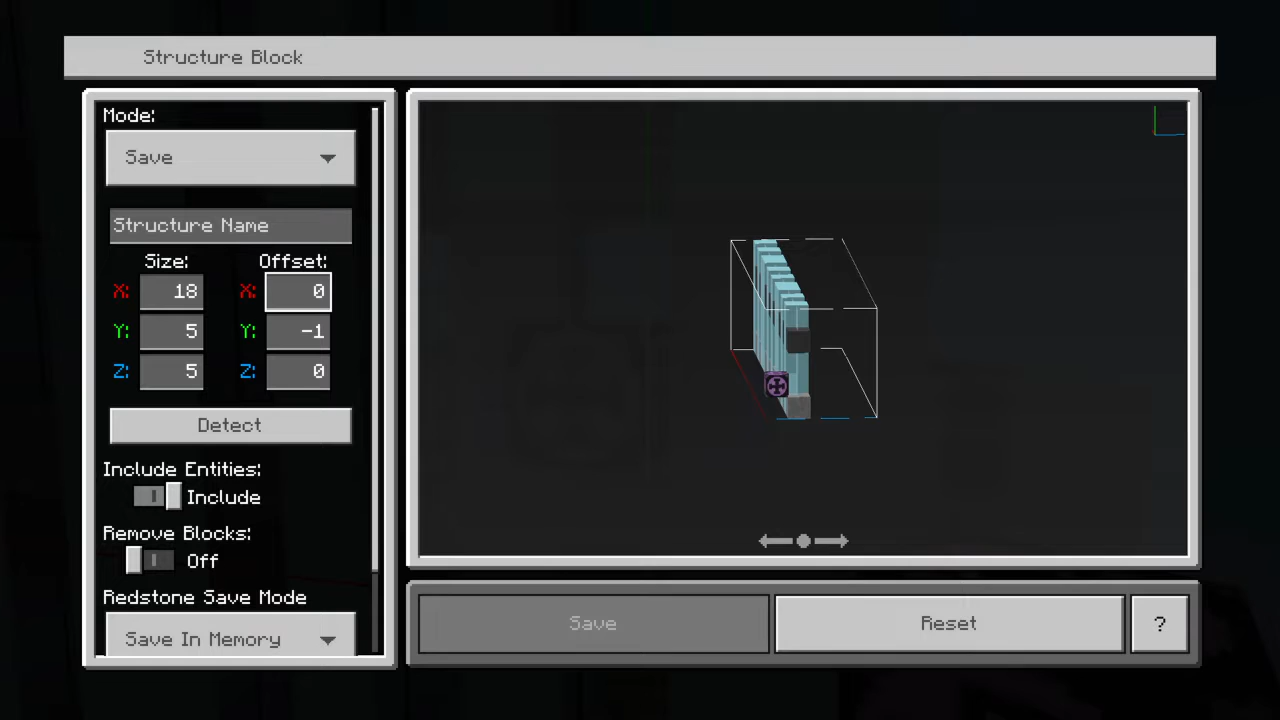 Structure Block
Mode:
Save
Structure Name
Size: Offset:
X: 18 X: 0
Y: 5 Y: -1
Z: 5 Z: 0
Detect
Include Entities:
Include
Remove Blocks:
Off
Redstone Save Mode
Save In Memory
Save Reset ?